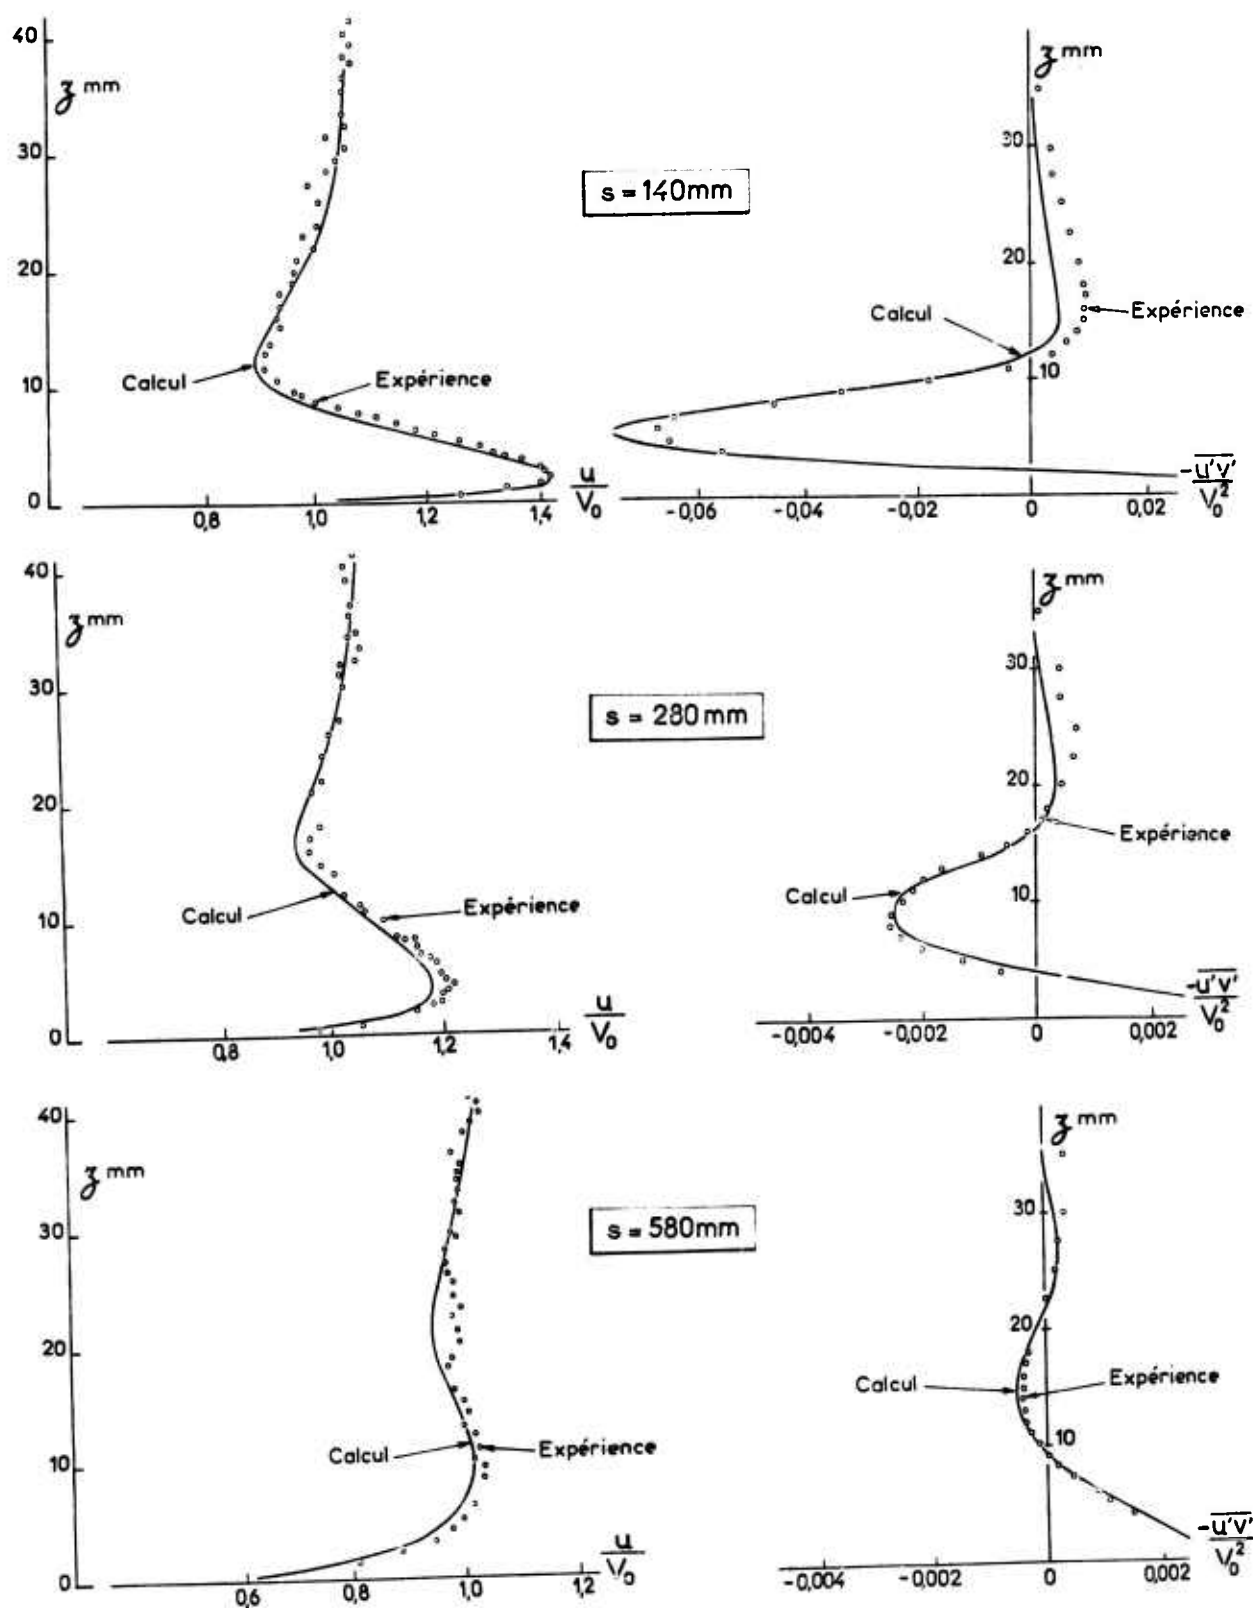 40
ʒ mm
30
20
10
0
0,8
1,0
1,2
1,4
u
V₀
Calcul
Expérience
s = 140mm
ʒ mm
30
20
10
Calcul
Expérience
-0,06
-0,04
-0,02
0
0,02
-u'v'
V₀²
40
ʒ mm
30
20
10
0
0,8
1,0
1,2
1,4
u
V₀
Calcul
Expérience
s = 280mm
ʒ mm
30
20
10
Expérience
Calcul
-0,004
-0,002
0
0,002
-u'v'
V₀²
40
ʒ mm
30
20
10
0
0,6
0,8
1,0
1,2
u
V₀
Calcul
Expérience
s = 580mm
ʒ mm
30
20
10
Calcul
Expérience
-0,004
-0,002
0
0,002
-u'v'
V₀²